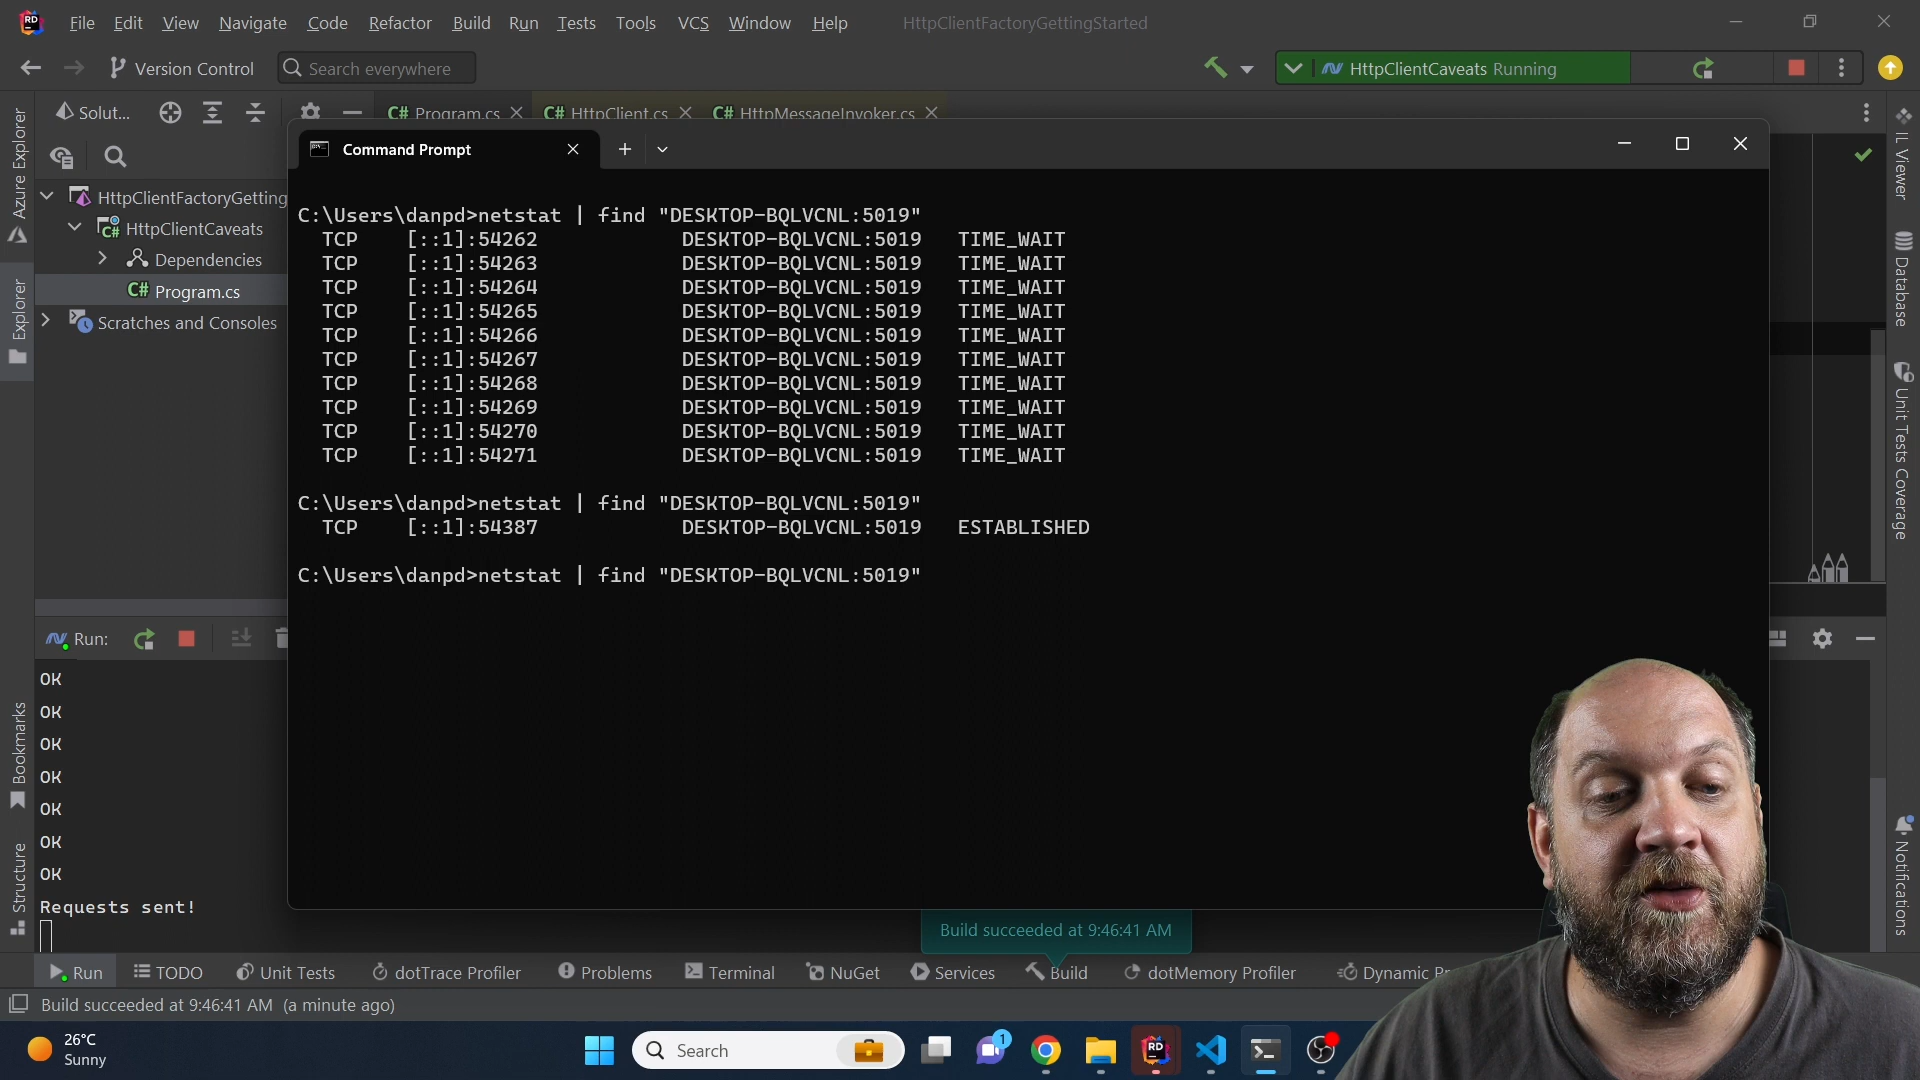 RD File Edit View Navigate Code Refactor Build Run Tests Tools VCS Window Help HttpClientFactoryGettingStarted
Version Control Search everywhere HttpClientCaveats Running
Solut... C# Program.cs C# HttpClient.cs C# HttpMessageInvoker.cs
Command Prompt
HttpClientFactoryGetting
C# HttpClientCaveats
Dependencies
C# Program.cs
Scratches and Consoles
C:\Users\danpd>netstat | find "DESKTOP-BQLVCNL:5019"
TCP [::1]:54262 DESKTOP-BQLVCNL:5019 TIME_WAIT
TCP [::1]:54263 DESKTOP-BQLVCNL:5019 TIME_WAIT
TCP [::1]:54264 DESKTOP-BQLVCNL:5019 TIME_WAIT
TCP [::1]:54265 DESKTOP-BQLVCNL:5019 TIME_WAIT
TCP [::1]:54266 DESKTOP-BQLVCNL:5019 TIME_WAIT
TCP [::1]:54267 DESKTOP-BQLVCNL:5019 TIME_WAIT
TCP [::1]:54268 DESKTOP-BQLVCNL:5019 TIME_WAIT
TCP [::1]:54269 DESKTOP-BQLVCNL:5019 TIME_WAIT
TCP [::1]:54270 DESKTOP-BQLVCNL:5019 TIME_WAIT
TCP [::1]:54271 DESKTOP-BQLVCNL:5019 TIME_WAIT
C:\Users\danpd>netstat | find "DESKTOP-BQLVCNL:5019"
TCP [::1]:54387 DESKTOP-BQLVCNL:5019 ESTABLISHED
C:\Users\danpd>netstat | find "DESKTOP-BQLVCNL:5019"
Azure Explorer
Explorer
Bookmarks
Structure
IL Viewer
Database
Unit Tests Coverage
Notifications
Run:
OK
OK
OK
OK
OK
OK
OK
Requests sent!
Build succeeded at 9:46:41 AM
Run TODO Unit Tests dotTrace Profiler Problems Terminal NuGet Services Build dotMemory Profiler Dynamic Pr
Build succeeded at 9:46:41 AM (a minute ago)
26°C
Sunny
Search
1
RD